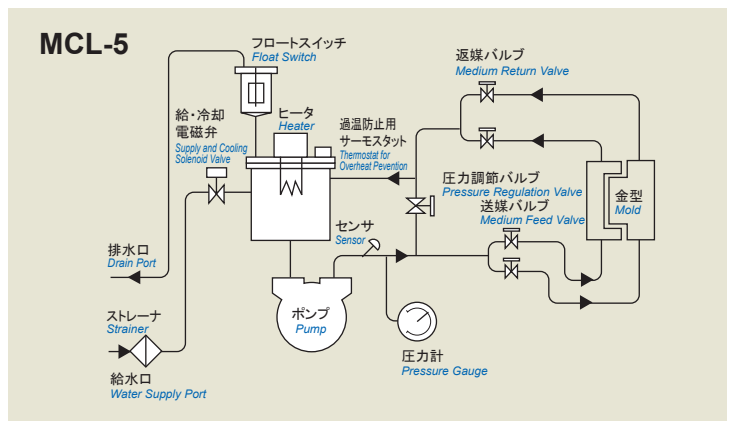 MCL-5
フロートスイッチ
Float Switch
給・冷却
電磁弁
Supply and Cooling
Solenoid Valve
ヒータ
Heater
過温防止用
サーモスタット
Thermostat for
Overheat Pevention
返媒バルブ
Medium Return Valve
圧力調節バルブ
Pressure Regulation Valve
送媒バルブ
Medium Feed Valve
金型
Mold
センサ
Sensor
排水口
Drain Port
ストレーナ
Strainer
給水口
Water Supply Port
ポンプ
Pump
圧力計
Pressure Gauge